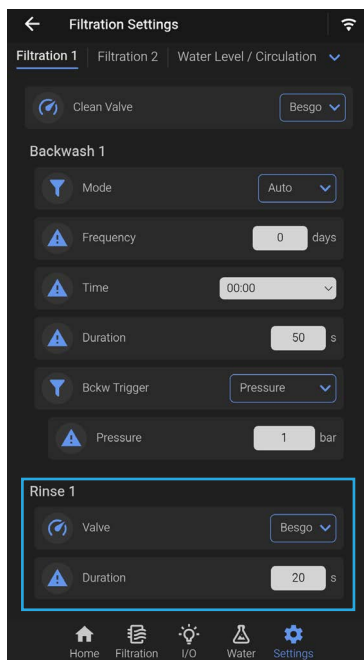 Filtration Settings
Filtration 1 Filtration 2 Water Level / Circulation
Clean Valve Besgo
Backwash 1
Mode Auto
Frequency 0 days
Time 00:00
Duration 50 s
Bckw Trigger Pressure
Pressure 1 bar
Rinse 1
Valve Besgo
Duration 20 s
Home Filtration I/O Water Settings